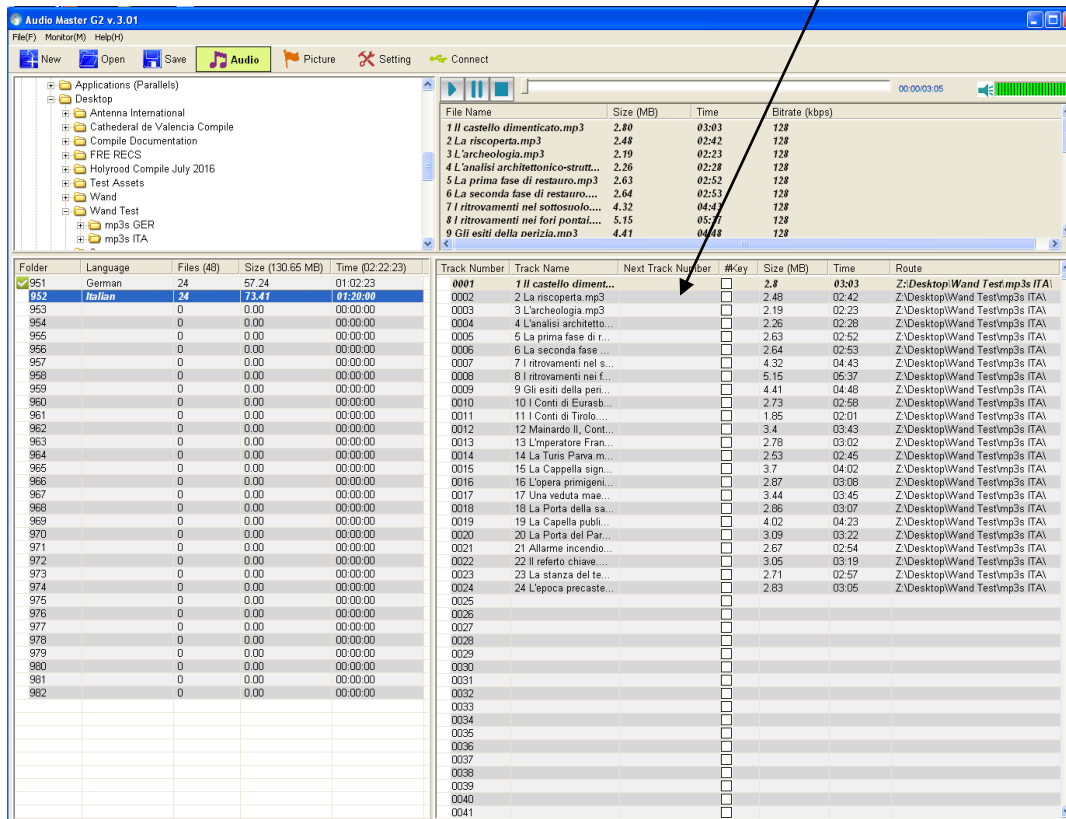 Audio Master G2 v.3.01
File(F) Monitor(M) Help(H)
New Open Save Audio Picture Setting Connect
Applications (Parallels)
Desktop
Antenna International
Cathederal de Valencia Compile
Compile Documentation
FRE RECS
Holyrood Compile July 2016
Test Assets
Wand
Wand Test
mp3s GER
mp3s ITA
00:00/03:05
File Name Size (MB) Time Bitrate (kbps)
1 Il castello dimenticato.mp3 2.80 03:03 128
2 La riscoperta.mp3 2.48 02:42 128
3 L'archeologia.mp3 2.19 02:23 128
4 L'analisi architettonico-strutt... 2.26 02:28 128
5 La prima fase di restauro.mp3 2.63 02:52 128
6 La seconda fase di restauro.... 2.64 02:53 128
7 I ritrovamenti nel sottosuolo.... 4.32 04:43 128
8 I ritrovamenti nei fori pontai.... 5.15 05:37 128
9 Gli esiti della perizia.mp3 4.41 04:48 128
Folder Language Files (48) Size (130.65 MB) Time (02:22:23)
951 German 24 57.24 01:02:23
952 Italian 24 73.41 01:20:00
953 0 0.00 00:00:00
954 0 0.00 00:00:00
955 0 0.00 00:00:00
956 0 0.00 00:00:00
957 0 0.00 00:00:00
958 0 0.00 00:00:00
959 0 0.00 00:00:00
960 0 0.00 00:00:00
961 0 0.00 00:00:00
962 0 0.00 00:00:00
963 0 0.00 00:00:00
964 0 0.00 00:00:00
965 0 0.00 00:00:00
966 0 0.00 00:00:00
967 0 0.00 00:00:00
968 0 0.00 00:00:00
969 0 0.00 00:00:00
970 0 0.00 00:00:00
971 0 0.00 00:00:00
972 0 0.00 00:00:00
973 0 0.00 00:00:00
974 0 0.00 00:00:00
975 0 0.00 00:00:00
976 0 0.00 00:00:00
977 0 0.00 00:00:00
978 0 0.00 00:00:00
979 0 0.00 00:00:00
980 0 0.00 00:00:00
981 0 0.00 00:00:00
982 0 0.00 00:00:00
Track Number Track Name Next Track Number #Key Size (MB) Time Route
0001 1 Il castello diment... 2.8 03:03 Z:\Desktop\Wand Test\mp3s ITA\
0002 2 La riscoperta.mp3 2.48 02:42 Z:\Desktop\Wand Test\mp3s ITA\
0003 3 L'archeologia.mp3 2.19 02:23 Z:\Desktop\Wand Test\mp3s ITA\
0004 4 L'analisi architetto... 2.26 02:28 Z:\Desktop\Wand Test\mp3s ITA\
0005 5 La prima fase di r... 2.63 02:52 Z:\Desktop\Wand Test\mp3s ITA\
0006 6 La seconda fase ... 2.64 02:53 Z:\Desktop\Wand Test\mp3s ITA\
0007 7 I ritrovamenti nel s... 4.32 04:43 Z:\Desktop\Wand Test\mp3s ITA\
0008 8 I ritrovamenti nei f... 5.15 05:37 Z:\Desktop\Wand Test\mp3s ITA\
0009 9 Gli esiti della peri... 4.41 04:48 Z:\Desktop\Wand Test\mp3s ITA\
0010 10 I Conti di Eurasb... 2.73 02:58 Z:\Desktop\Wand Test\mp3s ITA\
0011 11 I Conti di Tirolo.... 1.85 02:01 Z:\Desktop\Wand Test\mp3s ITA\
0012 12 Mainardo II, Cont... 3.4 03:43 Z:\Desktop\Wand Test\mp3s ITA\
0013 13 L'mperatore Fran... 2.78 03:02 Z:\Desktop\Wand Test\mp3s ITA\
0014 14 La Turis Parva.m... 2.53 02:45 Z:\Desktop\Wand Test\mp3s ITA\
0015 15 La Cappella sign... 3.7 04:02 Z:\Desktop\Wand Test\mp3s ITA\
0016 16 L'opera primigeni... 2.87 03:08 Z:\Desktop\Wand Test\mp3s ITA\
0017 17 Una veduta mae... 3.44 03:45 Z:\Desktop\Wand Test\mp3s ITA\
0018 18 La Porta della sa... 2.86 03:07 Z:\Desktop\Wand Test\mp3s ITA\
0019 19 La Capella publi... 4.02 04:23 Z:\Desktop\Wand Test\mp3s ITA\
0020 20 La Porta del Par... 3.09 03:22 Z:\Desktop\Wand Test\mp3s ITA\
0021 21 Allarme incendio... 2.67 02:54 Z:\Desktop\Wand Test\mp3s ITA\
0022 22 Il referto chiave.... 3.05 03:19 Z:\Desktop\Wand Test\mp3s ITA\
0023 23 La stanza del te... 2.71 02:57 Z:\Desktop\Wand Test\mp3s ITA\
0024 24 L'epoca precaste... 2.83 03:05 Z:\Desktop\Wand Test\mp3s ITA\
0025
0026
0027
0028
0029
0030
0031
0032
0033
0034
0035
0036
0037
0038
0039
0040
0041